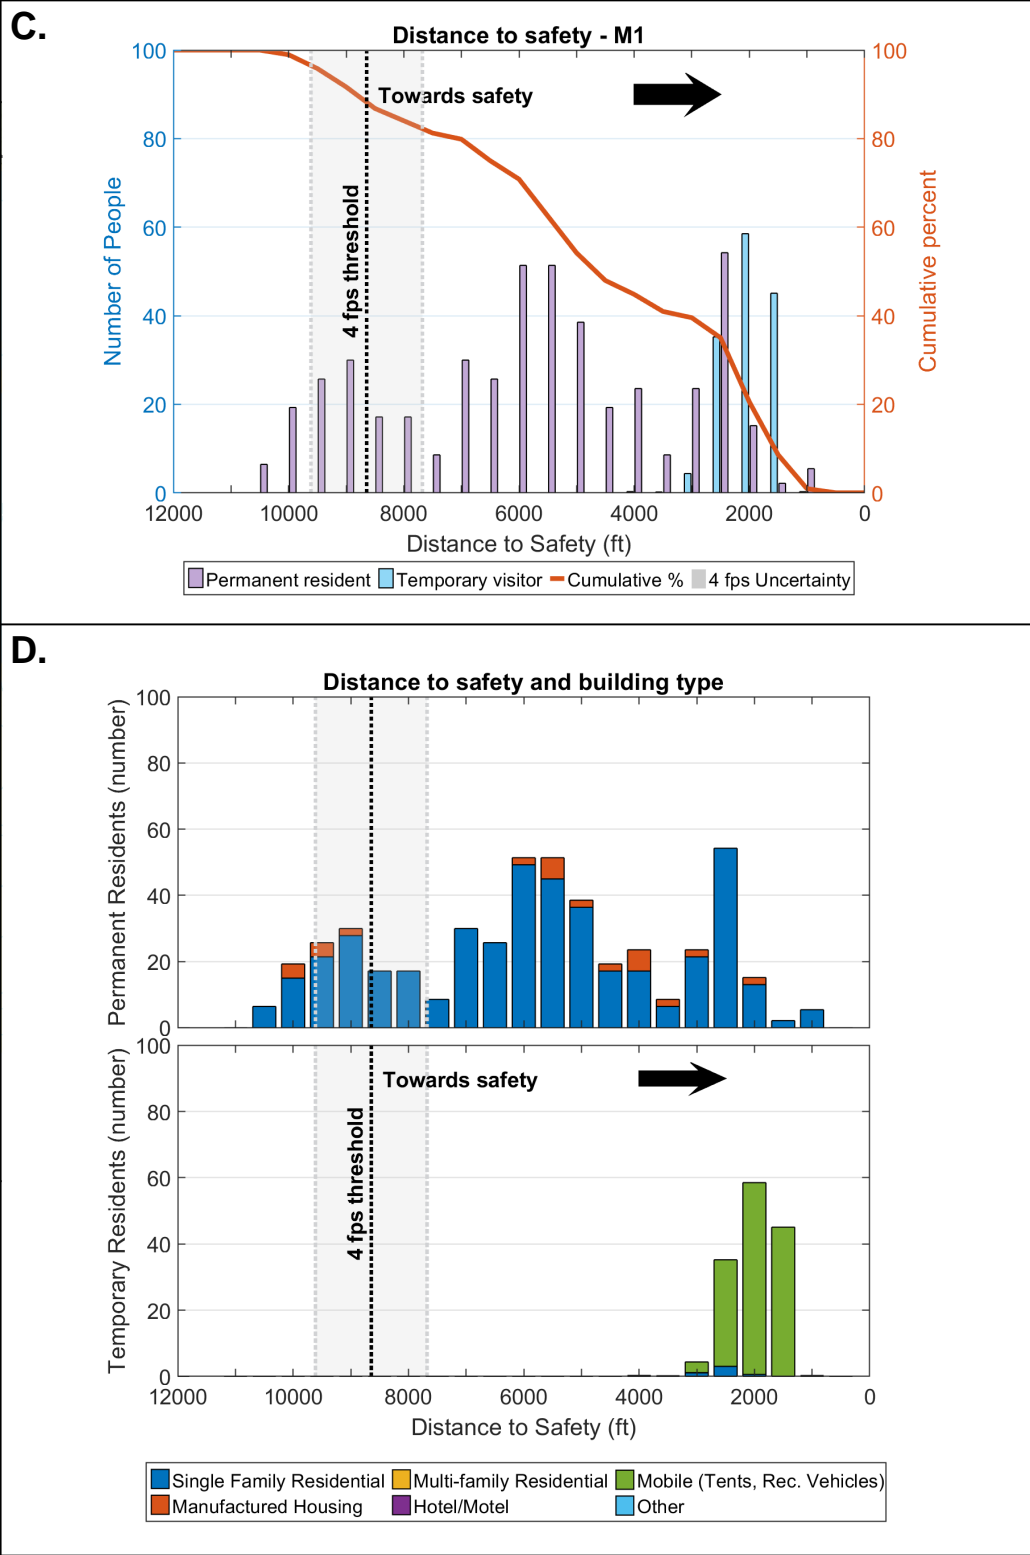 C.
Distance to safety - M1
100
80
60
40
20
0
Number of People
100
80
60
40
20
0
Cumulative percent
Towards safety
4 fps threshold
12000 10000 8000 6000 4000 2000 0
Distance to Safety (ft)
Permanent resident Temporary visitor Cumulative % 4 fps Uncertainty
D.
Distance to safety and building type
100
80
60
40
20
0
Permanent Residents (number)
100
80
60
40
20
0
Temporary Residents (number)
Towards safety
4 fps threshold
12000 10000 8000 6000 4000 2000 0
Distance to Safety (ft)
Single Family Residential Multi-family Residential Mobile (Tents, Rec. Vehicles)
Manufactured Housing Hotel/Motel Other